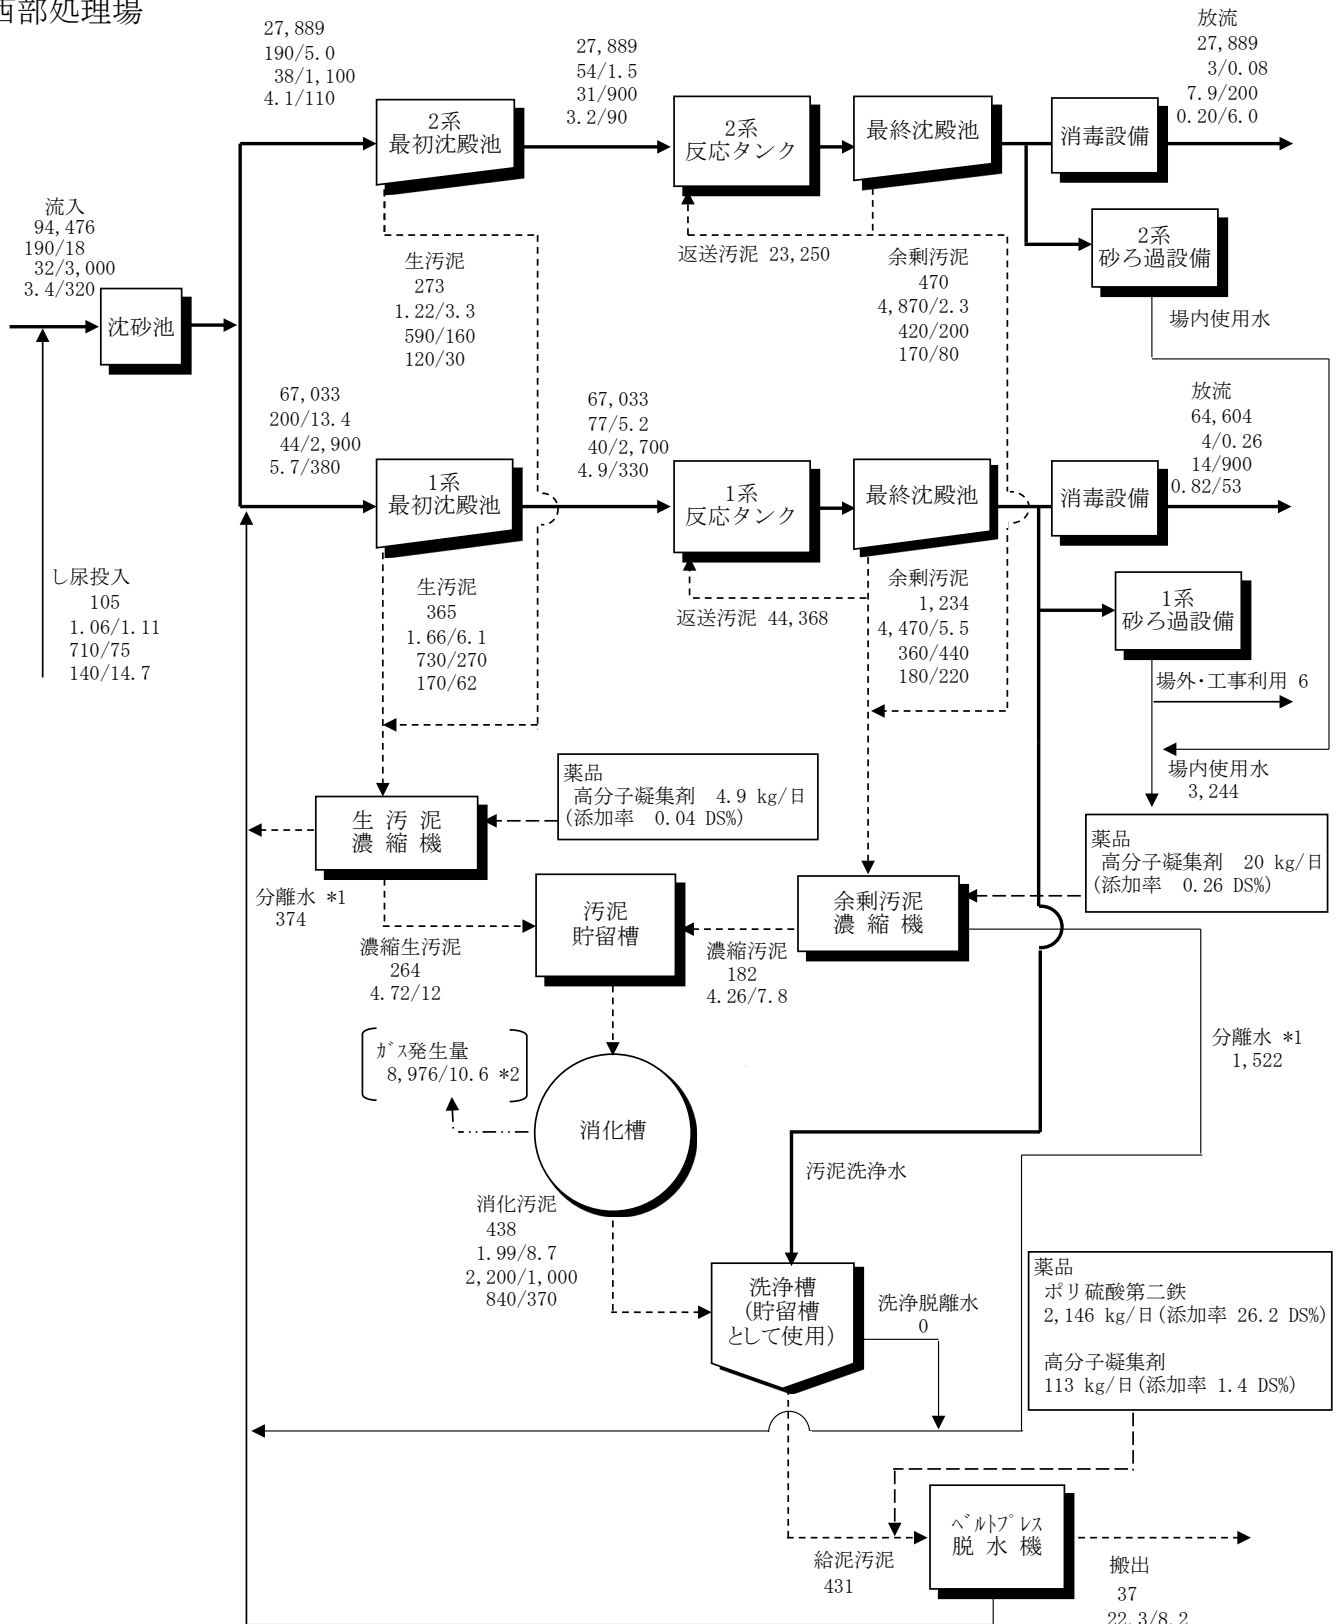 西部処理場
27,889
190/5.0
38/1,100
4.1/110
2系
最初沈殿池
27,889
54/1.5
31/900
3.2/90
2系
反応タンク
最終沈殿池
消毒設備
放流
27,889
3/0.08
7.9/200
0.20/6.0
2系
砂ろ過設備
場内使用水
流入
94,476
190/18
32/3,000
3.4/320
沈砂池
生汚泥
273
1.22/3.3
590/160
120/30
返送汚泥 23,250
余剰汚泥
470
4,870/2.3
420/200
170/80
67,033
200/13.4
44/2,900
5.7/380
1系
最初沈殿池
67,033
77/5.2
40/2,700
4.9/330
1系
反応タンク
最終沈殿池
消毒設備
放流
64,604
4/0.26
14/900
0.82/53
し尿投入
105
1.06/1.11
710/75
140/14.7
生汚泥
365
1.66/6.1
730/270
170/62
返送汚泥 44,368
余剰汚泥
1,234
4,470/5.5
360/440
180/220
1系
砂ろ過設備
場外・工事利用 6
場内使用水
3,244
薬品
高分子凝集剤 4.9 kg/日
(添加率 0.04 DS%)
生 汚 泥
濃 縮 機
分離水 *1
374
濃縮生汚泥
264
4.72/12
汚泥
貯留槽
濃縮汚泥
182
4.26/7.8
余剰汚泥
濃 縮 機
薬品
高分子凝集剤 20 kg/日
(添加率 0.26 DS%)
分離水 *1
1,522
ガス発生量
8,976/10.6 *2
消化槽
消化汚泥
438
1.99/8.7
2,200/1,000
840/370
汚泥洗浄水
洗浄槽
(貯留槽
として使用)
洗浄脱離水
0
薬品
ポリ硫酸第二鉄
2,146 kg/日(添加率 26.2 DS%)
高分子凝集剤
113 kg/日(添加率 1.4 DS%)
給泥汚泥
431
ベルトプレス
脱 水 機
搬出
37
22.3/8.2